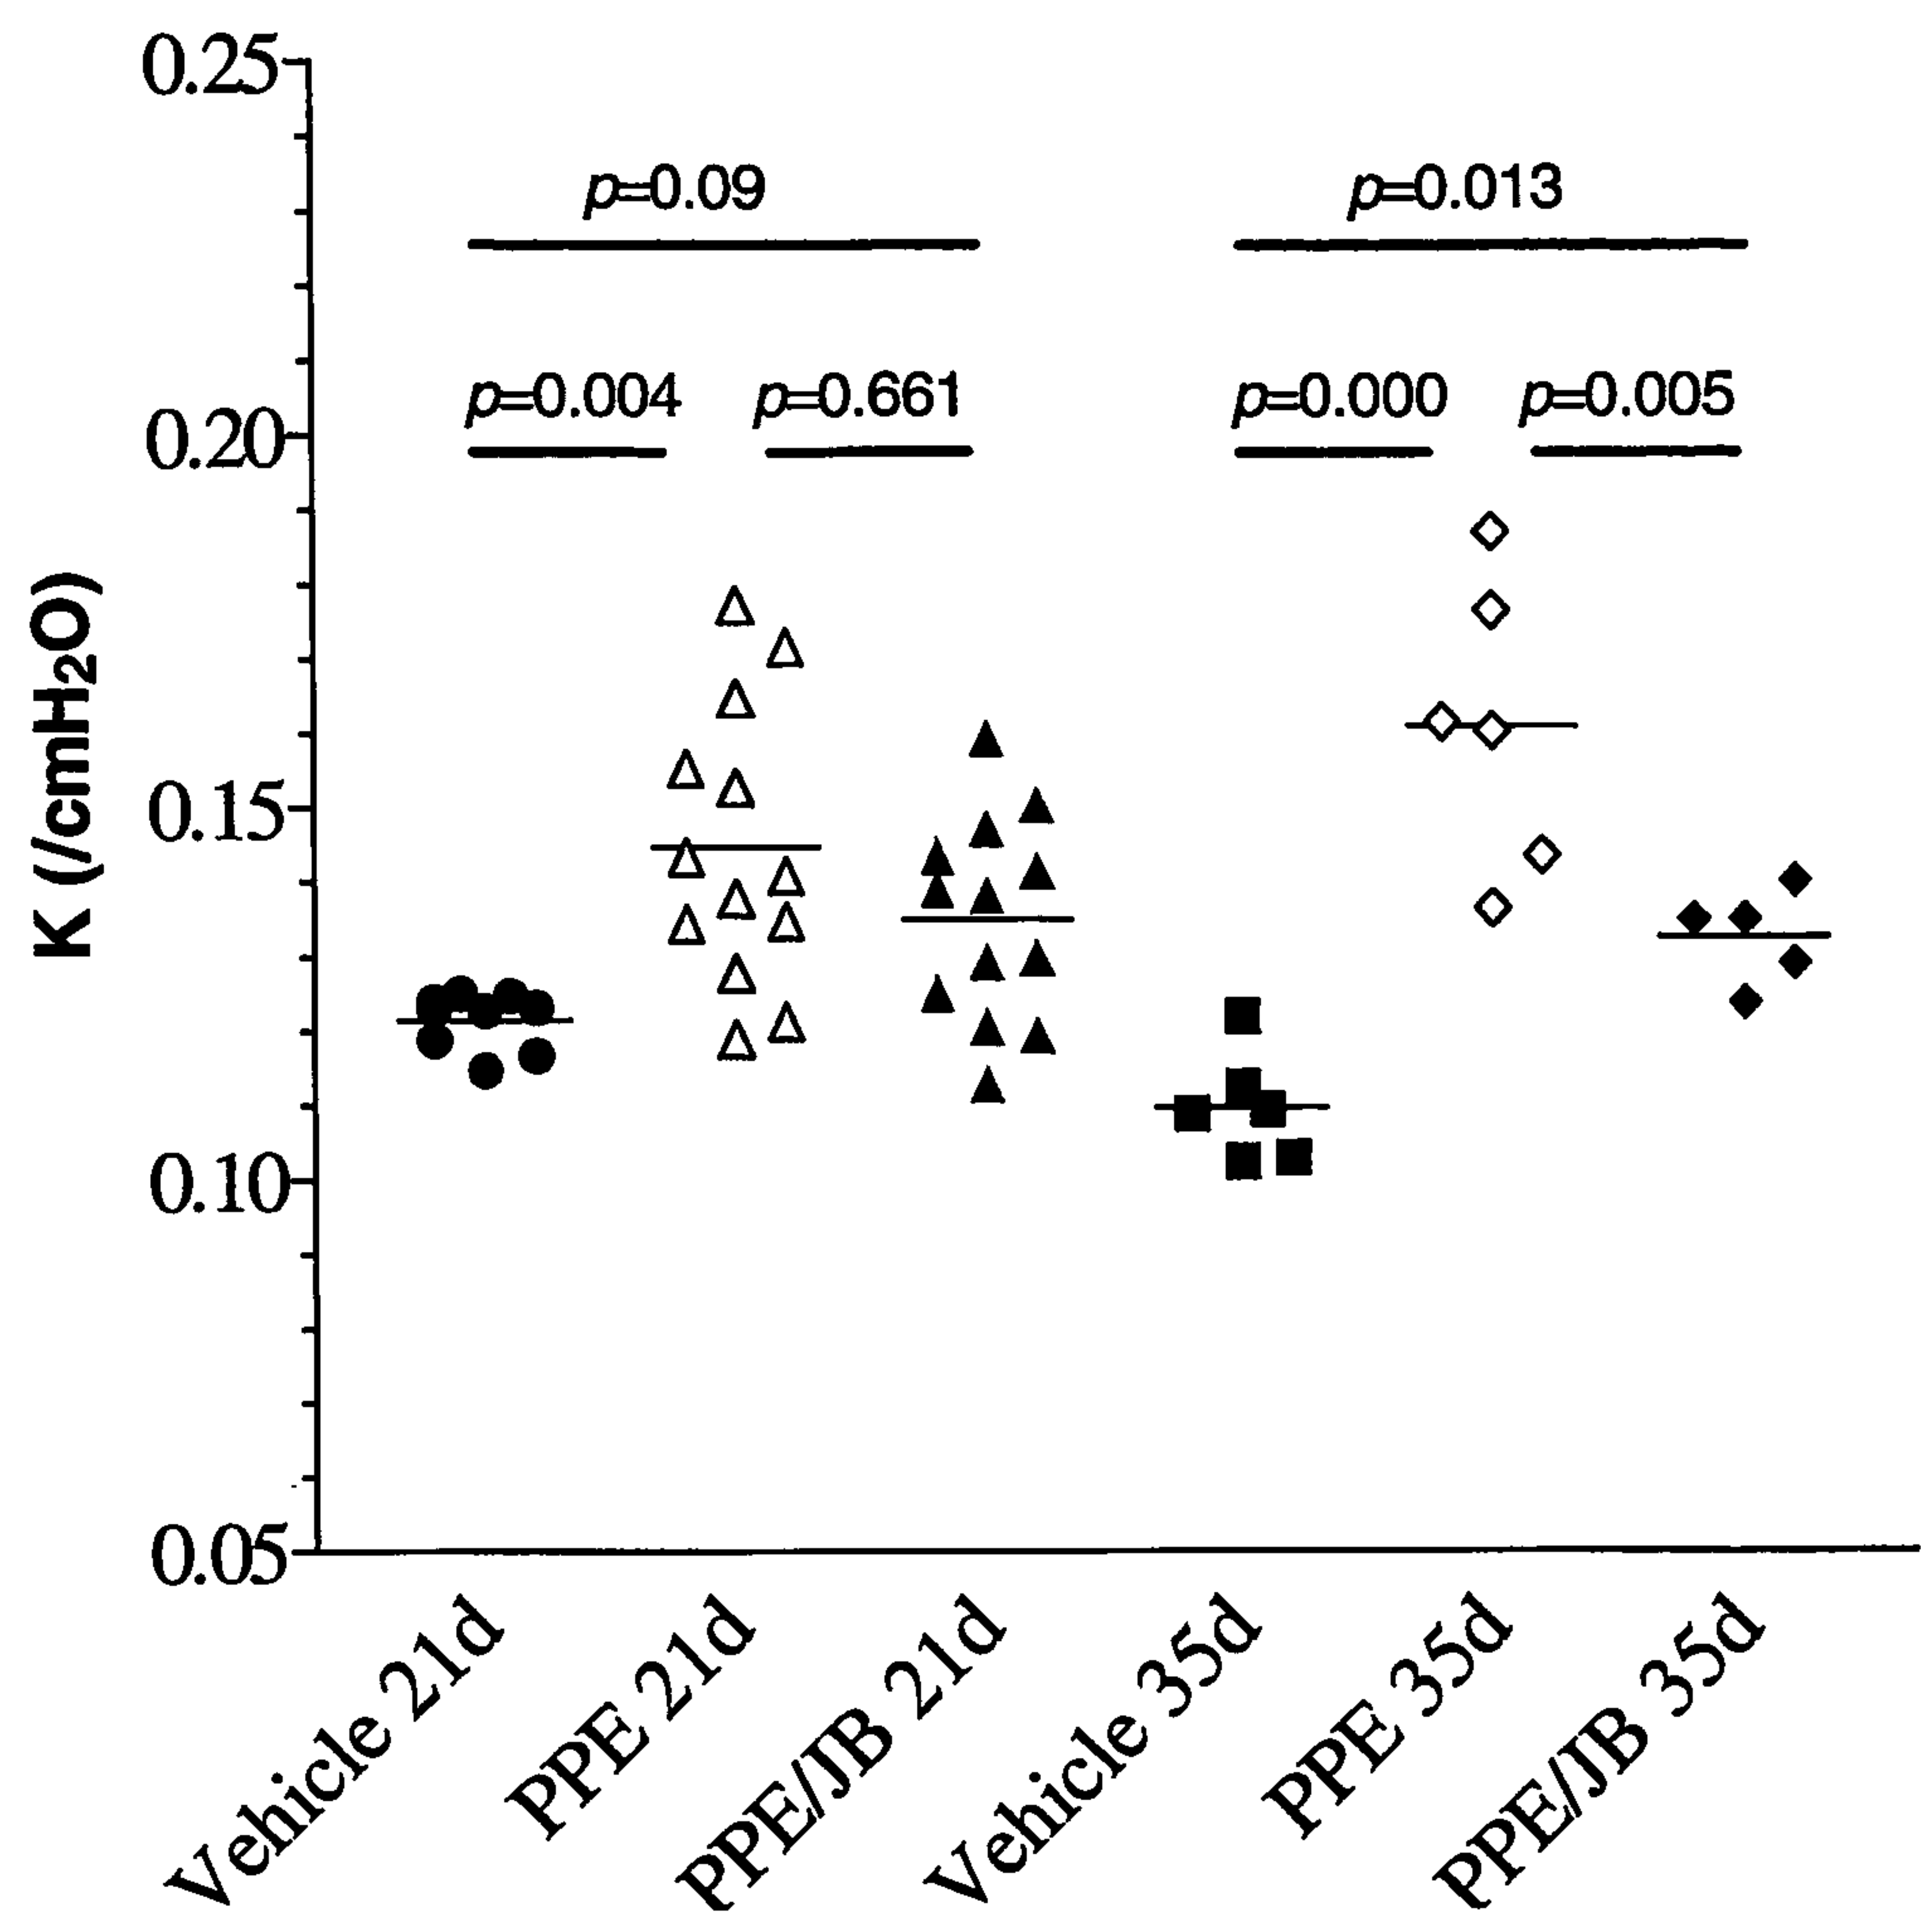 0.25
p=0.09 p=0.013
p=0.004 p=0.661 p=0.000 p=0.005
0.20
K (/cmH₂O)
0.15
0.10
0.05
Vehicle 21d
PPE 21d
PPE/JB 21d
Vehicle 35d
PPE 35d
PPE/JB 35d